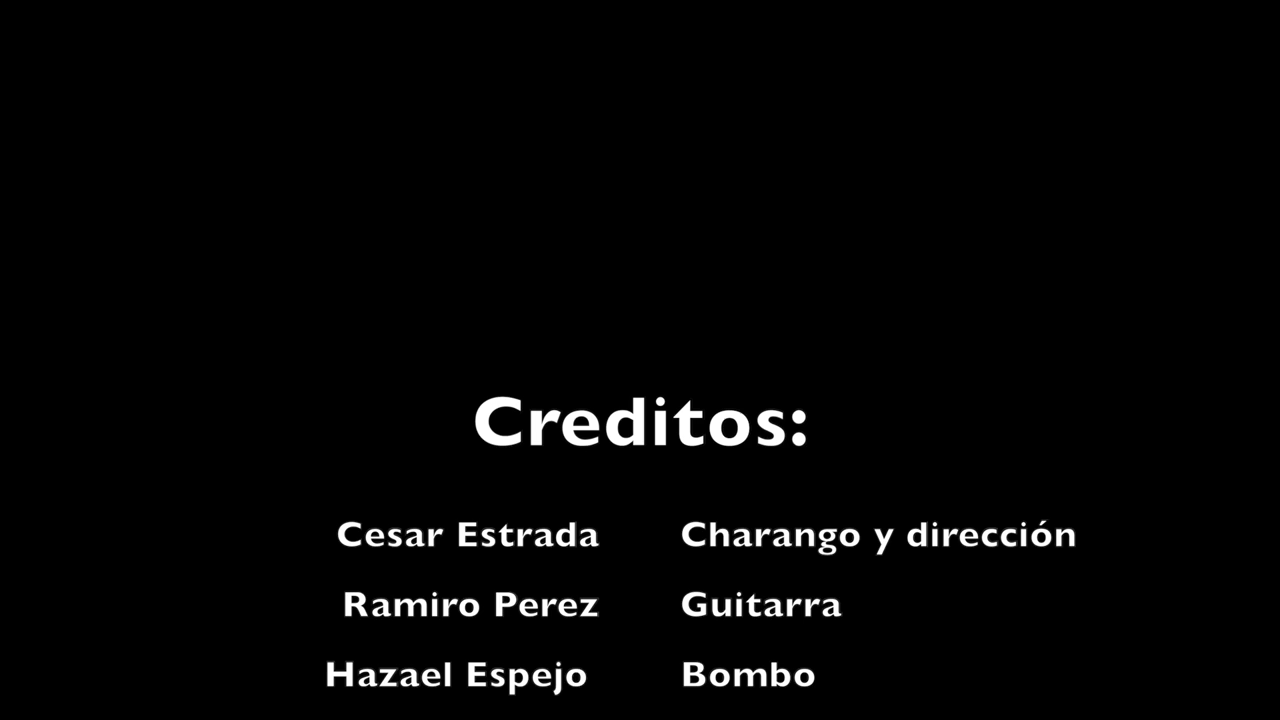 Creditos:
Cesar Estrada Charango y dirección
Ramiro Perez Guitarra
Hazael Espejo Bombo